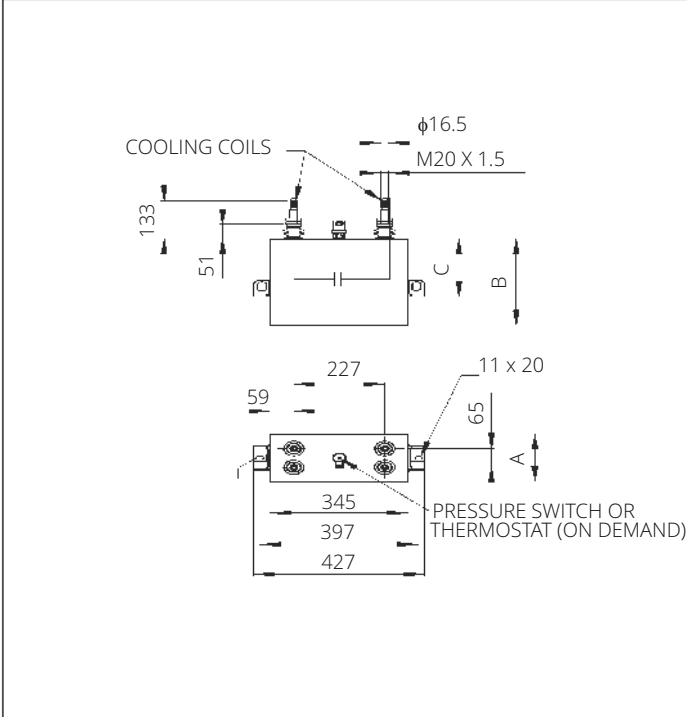 ϕ16.5
COOLING COILS
M20 X 1.5
133
51
C
B
227
11 x 20
59
65
A
345
PRESSURE SWITCH OR
THERMOSTAT (ON DEMAND)
397
427